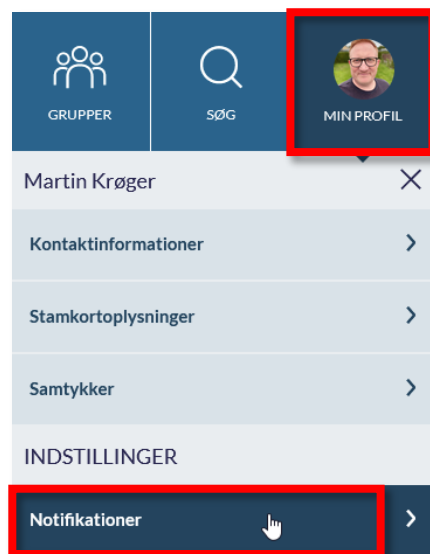 GRUPPER
SØG
MIN PROFIL
Martin Krøger
Kontaktinformationer
Stamkortoplysninger
Samtykker
INDSTILLINGER
Notifikationer